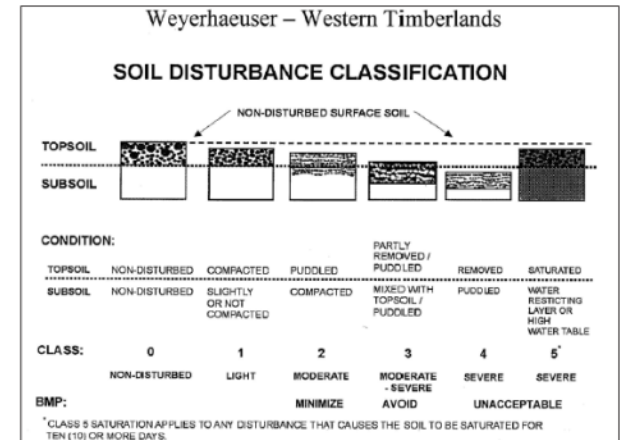 Weyerhaeuser – Western Timberlands
SOIL DISTURBANCE CLASSIFICATION
NON-DISTURBED SURFACE SOIL
TOPSOIL
SUBSOIL
CONDITION:
TOPSOIL NON-DISTURBED COMPACTED PUDDLED PARTLY REMOVED / PUDDLED REMOVED SATURATED
SUBSOIL NON-DISTURBED SLIGHTLY OR NOT COMPACTED COMPACTED MIXED WITH TOPSOIL / PUDDLED PUDDLED WATER RESTICTING LAYER OR HIGH WATER TABLE
CLASS: 0 1 2 3 4 5*
NON-DISTURBED LIGHT MODERATE MODERATE - SEVERE SEVERE SEVERE
BMP: MINIMIZE AVOID UNACCEPTABLE
*CLASS 5 SATURATION APPLIES TO ANY DISTURBANCE THAT CAUSES THE SOIL TO BE SATURATED FOR
TEN (10) OR MORE DAYS.